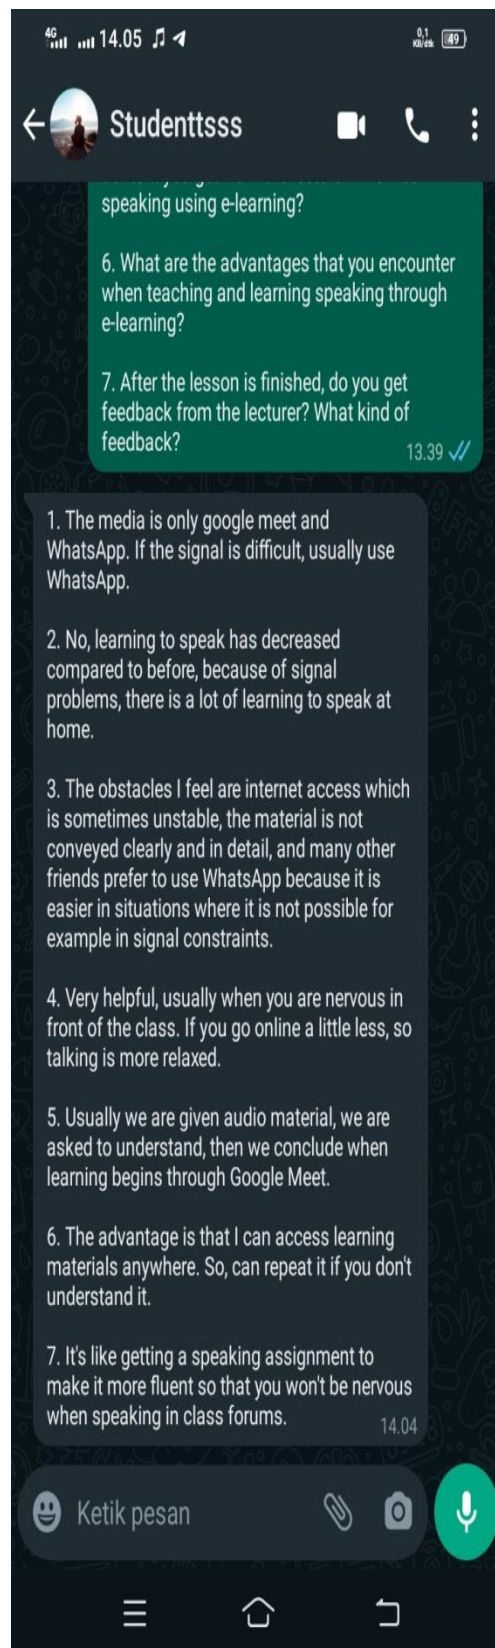 4G 14.05 0,1 KB/dtk 49
Studenttsss
speaking using e-learning?
6. What are the advantages that you encounter
when teaching and learning speaking through
e-learning?
7. After the lesson is finished, do you get
feedback from the lecturer? What kind of
feedback?
13.39
1. The media is only google meet and
WhatsApp. If the signal is difficult, usually use
WhatsApp.
2. No, learning to speak has decreased
compared to before, because of signal
problems, there is a lot of learning to speak at
home.
3. The obstacles I feel are internet access which
is sometimes unstable, the material is not
conveyed clearly and in detail, and many other
friends prefer to use WhatsApp because it is
easier in situations where it is not possible for
example in signal constraints.
4. Very helpful, usually when you are nervous in
front of the class. If you go online a little less, so
talking is more relaxed.
5. Usually we are given audio material, we are
asked to understand, then we conclude when
learning begins through Google Meet.
6. The advantage is that I can access learning
materials anywhere. So, can repeat it if you don't
understand it.
7. It's like getting a speaking assignment to
make it more fluent so that you won't be nervous
when speaking in class forums.
14.04
Ketik pesan